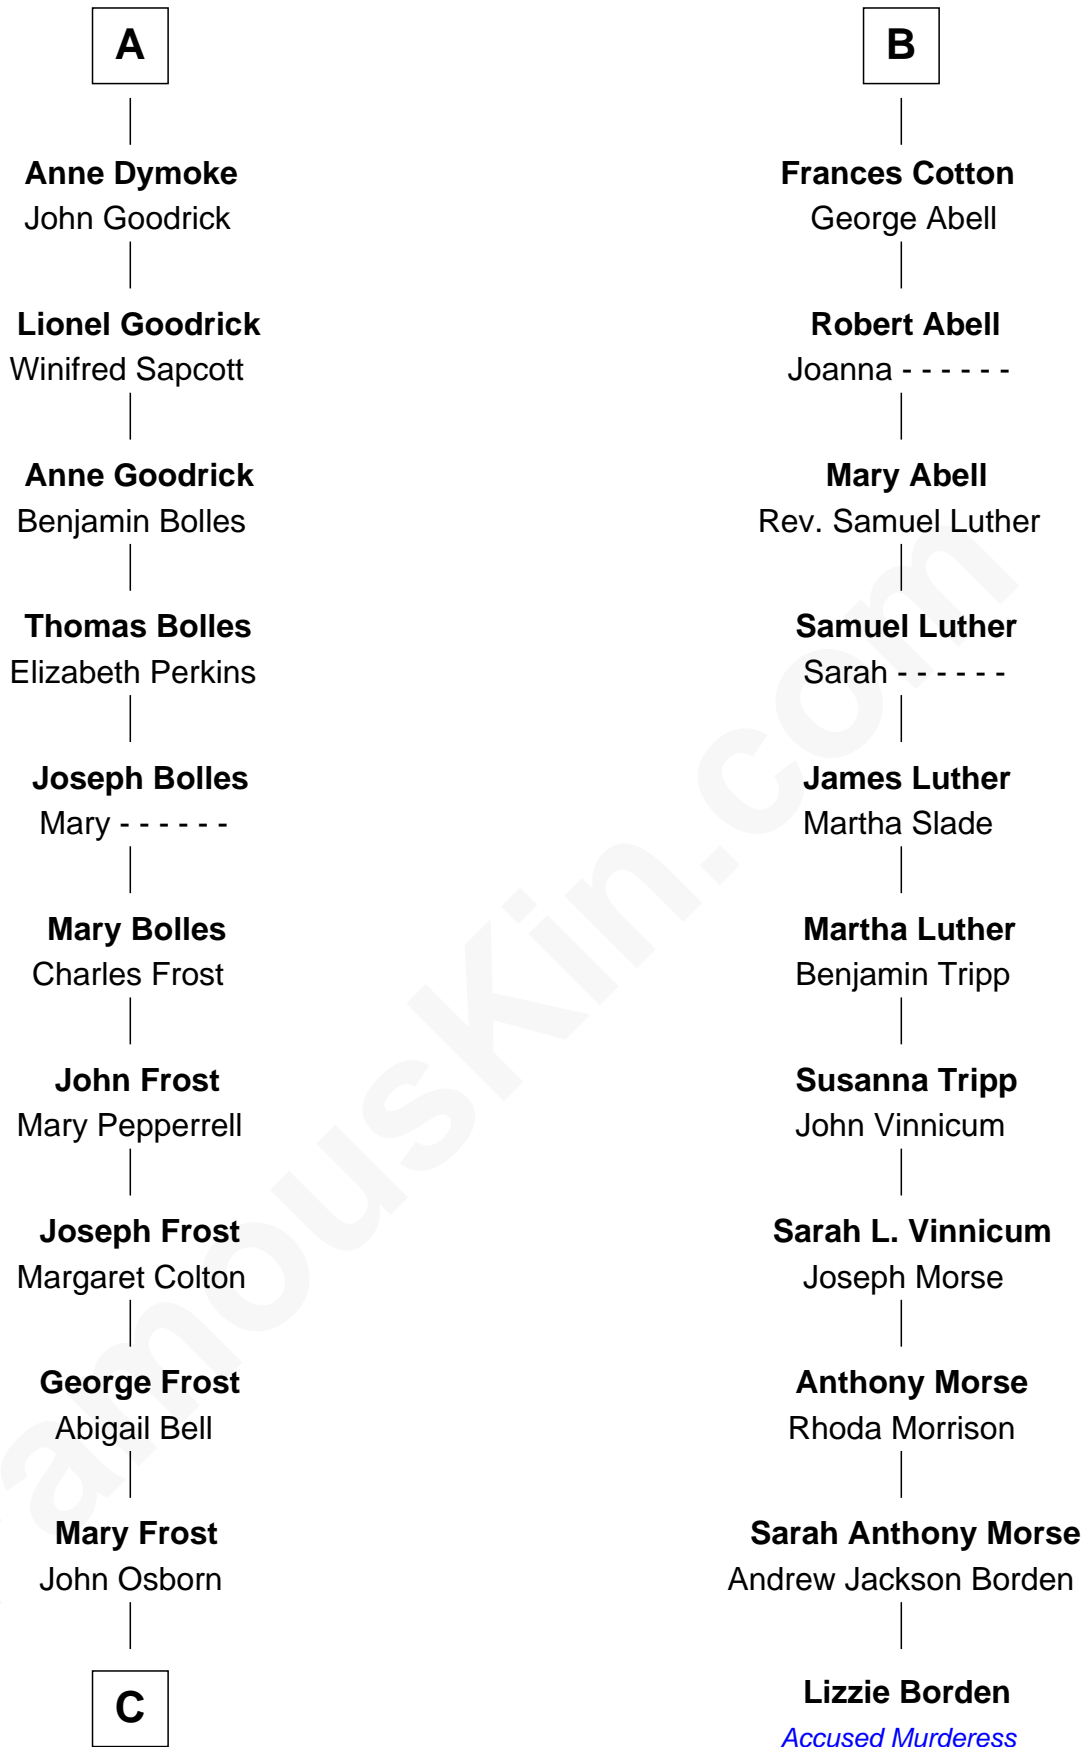 A
Anne Dymoke
John Goodrick
Lionel Goodrick
Winifred Sapcott
Anne Goodrick
Benjamin Bolles
Thomas Bolles
Elizabeth Perkins
Joseph Bolles
Mary - - - - - -
Mary Bolles
Charles Frost
John Frost
Mary Pepperrell
Joseph Frost
Margaret Colton
George Frost
Abigail Bell
Mary Frost
John Osborn
C
B
Frances Cotton
George Abell
Robert Abell
Joanna - - - - - -
Mary Abell
Rev. Samuel Luther
Samuel Luther
Sarah - - - - - -
James Luther
Martha Slade
Martha Luther
Benjamin Tripp
Susanna Tripp
John Vinnicum
Sarah L. Vinnicum
Joseph Morse
Anthony Morse
Rhoda Morrison
Sarah Anthony Morse
Andrew Jackson Borden
Lizzie Borden
Accused Murderess
amouskin.com